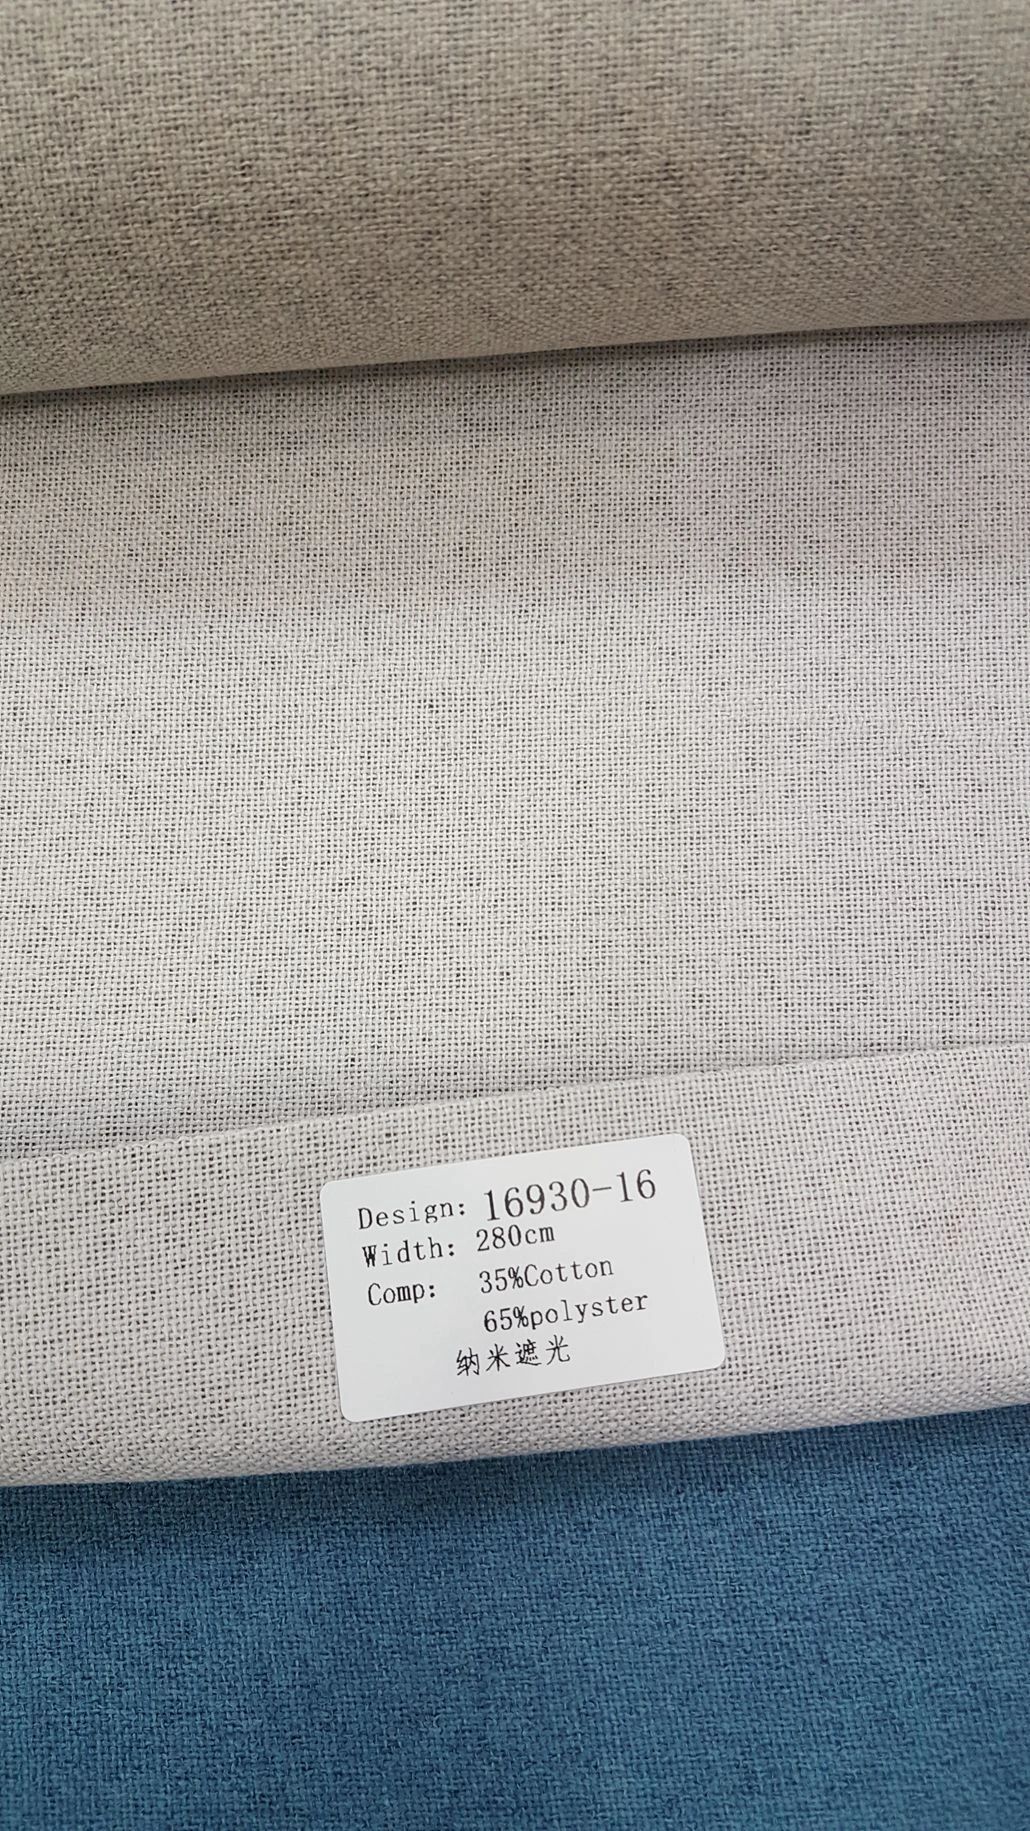 Design: 16930-16
Width: 280cm
Comp: 35%Cotton
65%polyster
纳米遮光